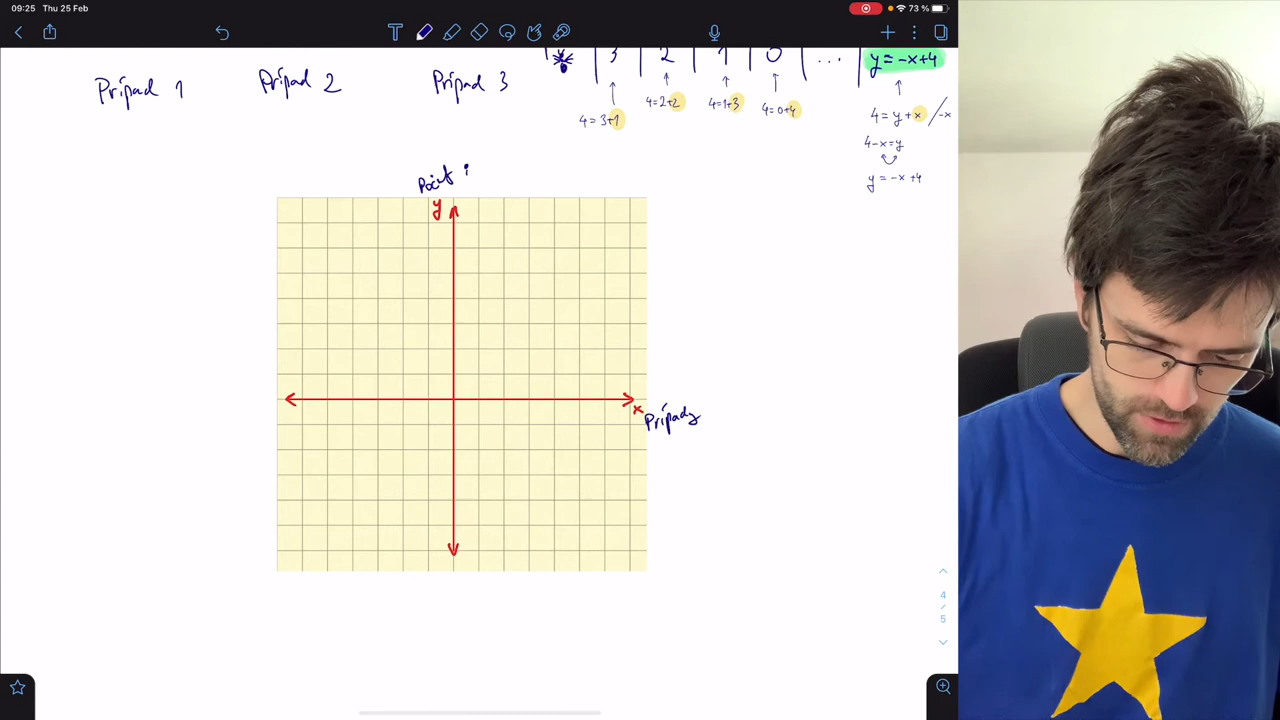 09:25 Thu 25 Feb
73 %
T
3 2 1 0 ... y = -x+4
Prípad 1 Prípad 2 Prípad 3
4=3+1 4=2+2 4=1+3 4=0+4
4 = y + x /-x
4-x=y
y = -x +4
y
x
Prípady
4
/
5